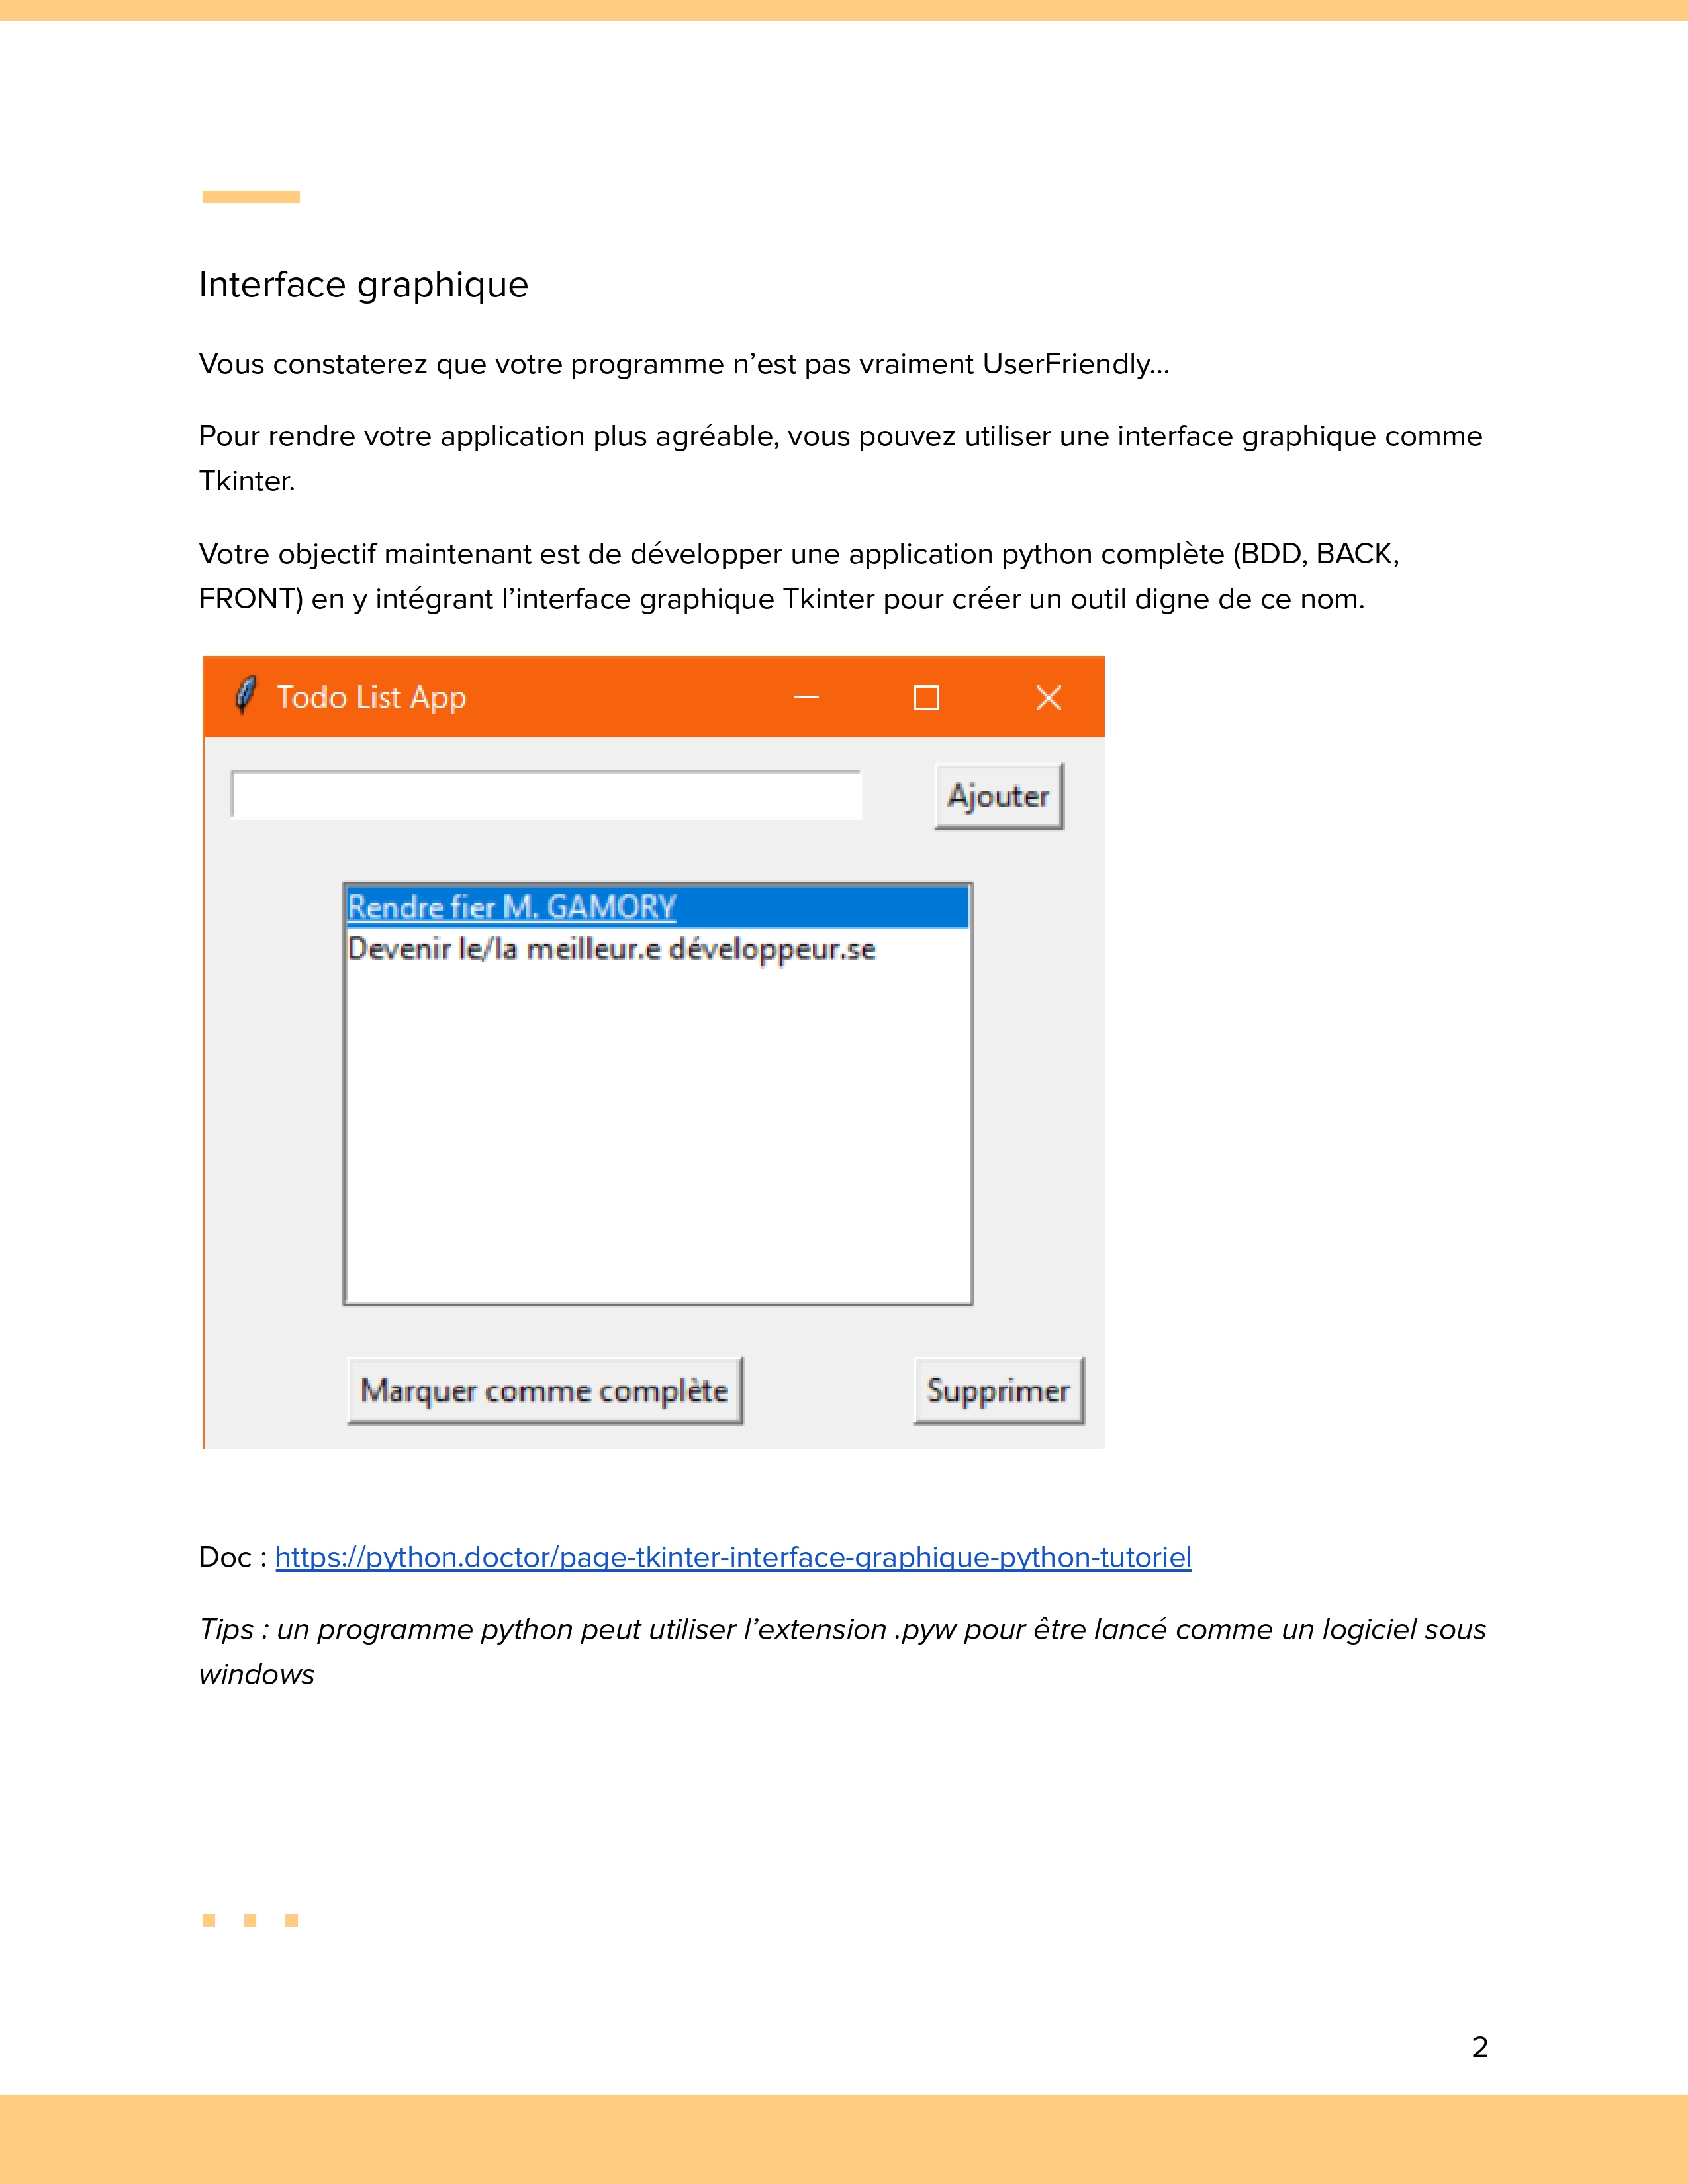 Interface graphique
Vous constaterez que votre programme n’est pas vraiment UserFriendly...
Pour rendre votre application plus agréable, vous pouvez utiliser une interface graphique comme
Tkinter.
Votre objectif maintenant est de développer une application python complète (BDD, BACK,
FRONT) en y intégrant l’interface graphique Tkinter pour créer un outil digne de ce nom.
Todo List App
Ajouter
Rendre fier M. GAMORY
Devenir le/la meilleur.e développeur.se
Marquer comme complète
Supprimer
Doc : https://python.doctor/page-tkinter-interface-graphique-python-tutoriel
Tips : un programme python peut utiliser l’extension .pyw pour être lancé comme un logiciel sous
windows
2